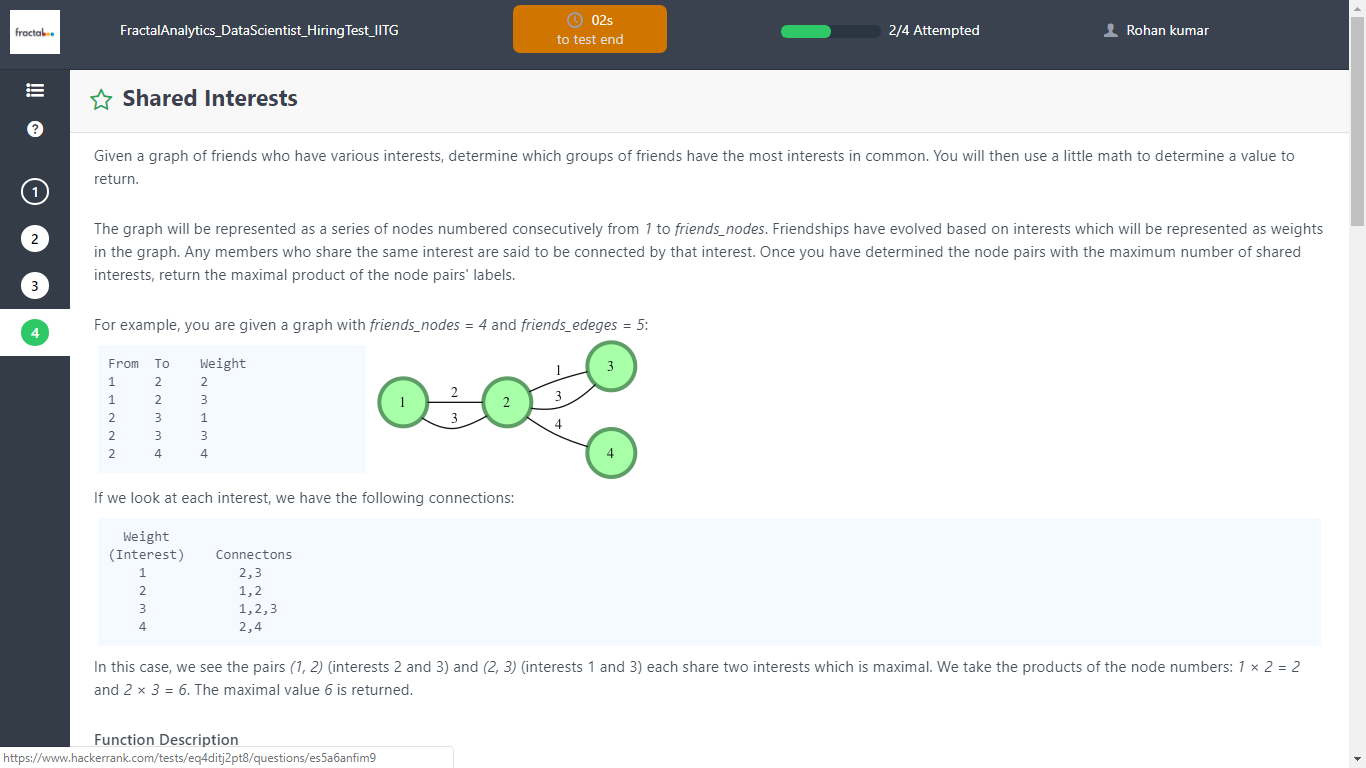 fractal
FractalAnalytics_DataScientist_HiringTest_IITG
02s
to test end
2/4 Attempted
Rohan kumar
?
1
2
3
4
Shared Interests
Given a graph of friends who have various interests, determine which groups of friends have the most interests in common. You will then use a little math to determine a value to
return.
The graph will be represented as a series of nodes numbered consecutively from 1 to friends_nodes. Friendships have evolved based on interests which will be represented as weights
in the graph. Any members who share the same interest are said to be connected by that interest. Once you have determined the node pairs with the maximum number of shared
interests, return the maximal product of the node pairs' labels.
For example, you are given a graph with friends_nodes = 4 and friends_edeges = 5:
From To Weight
1 2 2
1 2 3
2 3 1
2 3 3
2 4 4
1
2
3
2
1
3
4
3
4
If we look at each interest, we have the following connections:
Weight
(Interest) Connectons
1 2,3
2 1,2
3 1,2,3
4 2,4
In this case, we see the pairs (1, 2) (interests 2 and 3) and (2, 3) (interests 1 and 3) each share two interests which is maximal. We take the products of the node numbers: 1 × 2 = 2
and 2 × 3 = 6. The maximal value 6 is returned.
Function Description
https://www.hackerrank.com/tests/eq4ditj2pt8/questions/es5a6anfim9